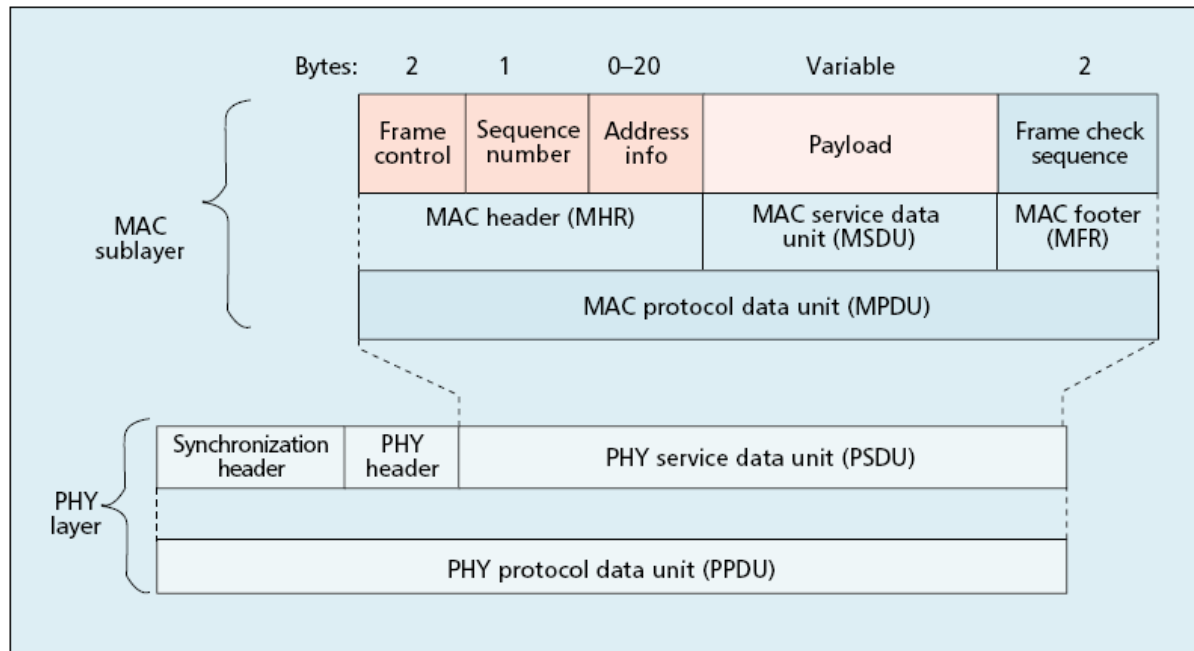 Bytes: 2 1 0–20 Variable 2
Frame control
Sequence number
Address info
Payload
Frame check sequence
MAC header (MHR)
MAC service data
unit (MSDU)
MAC footer
(MFR)
MAC
sublayer
MAC protocol data unit (MPDU)
Synchronization
header
PHY
header
PHY service data unit (PSDU)
PHY
layer
PHY protocol data unit (PPDU)